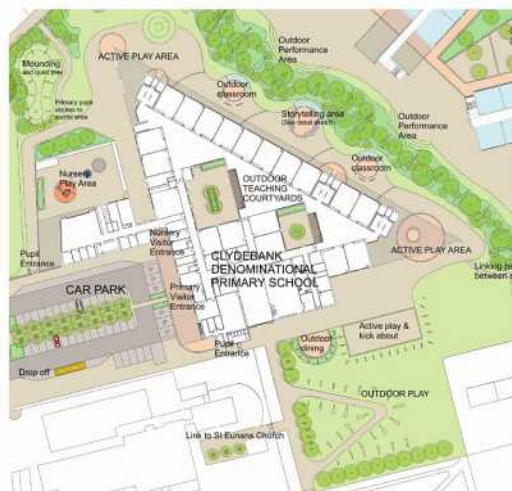 ACTIVE PLAY AREA
Outdoor
Performance
Area
Mounding
and quiet area
Outdoor
classroom
Primary pupil
access to
sports area
Storytelling area
Outdoor
Performance
Area
Nursery
Play Area
Outdoor
classroom
OUTDOOR
TEACHING
COURTYARDS
Nursery
Visitor
Entrance
ACTIVE PLAY AREA
Pupil
Entrance
CLYDEBANK
DENOMINATIONAL
PRIMARY SCHOOL
CAR PARK
Primary
Visitor
Entrance
Active play &
kick about
Outdoor
dining
Pupil
Entrance
Drop off
OUTDOOR PLAY
Link to St Eunans Church